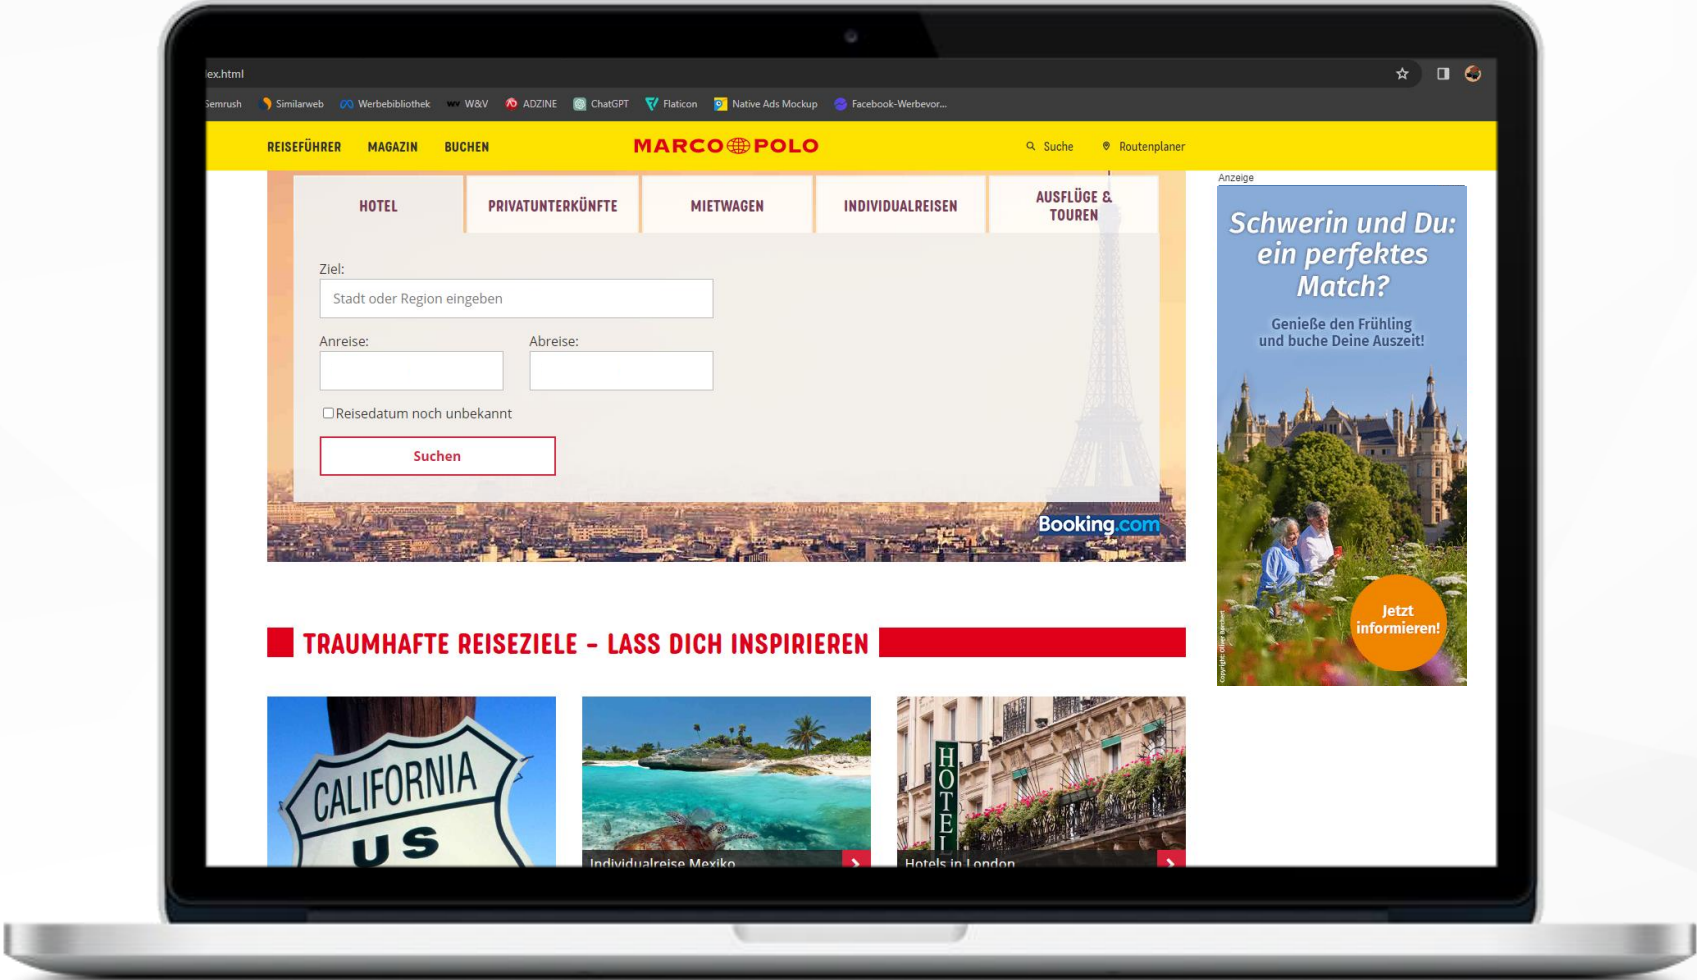 ex.html
Semrush
Similarweb
Werbebibliothek
W&V
ADZINE
ChatGPT
Flaticon
Native Ads Mockup
Facebook-Werbevor...
REISEFÜHRER
MAGAZIN
BUCHEN
MARCO POLO
Suche
Routenplaner
HOTEL
PRIVATUNTERKÜNFTE
MIETWAGEN
INDIVIDUALREISEN
AUSFLÜGE &
TOUREN
Ziel:
Stadt oder Region eingeben
Anreise:
Abreise:
Reisedatum noch unbekannt
Suchen
Booking.com
Anzeige
Schwerin und Du:
ein perfektes
Match?
Genieße den Frühling
und buche Deine Auszeit!
Jetzt
informieren!
TRAUMHAFTE REISEZIELE – LASS DICH INSPIRIEREN
CALIFORNIA
US
Individualreise Mexiko
HOTEL
Hotels in London